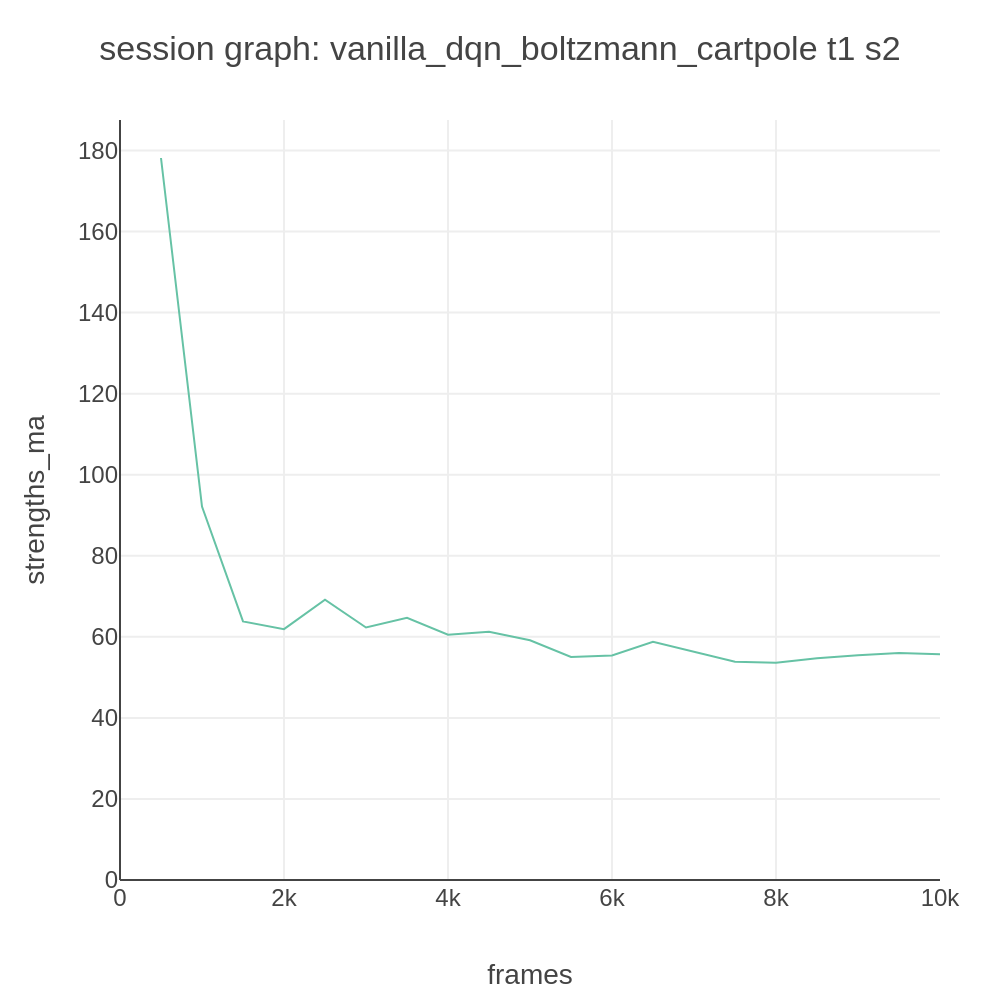 session graph: vanilla_dqn_boltzmann_cartpole t1 s2
strengths_ma
180
160
140
120
100
80
60
40
20
0
0 2k 4k 6k 8k 10k
frames